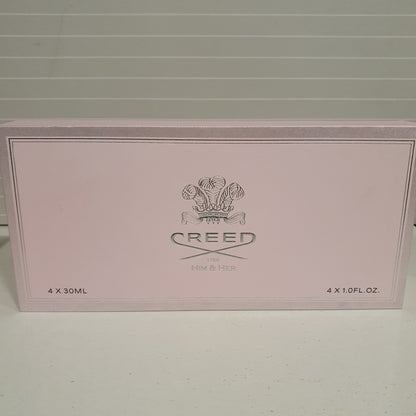 CREED
1760
HIM & HER
4 X 30ML
4 X 1.0FL.OZ.